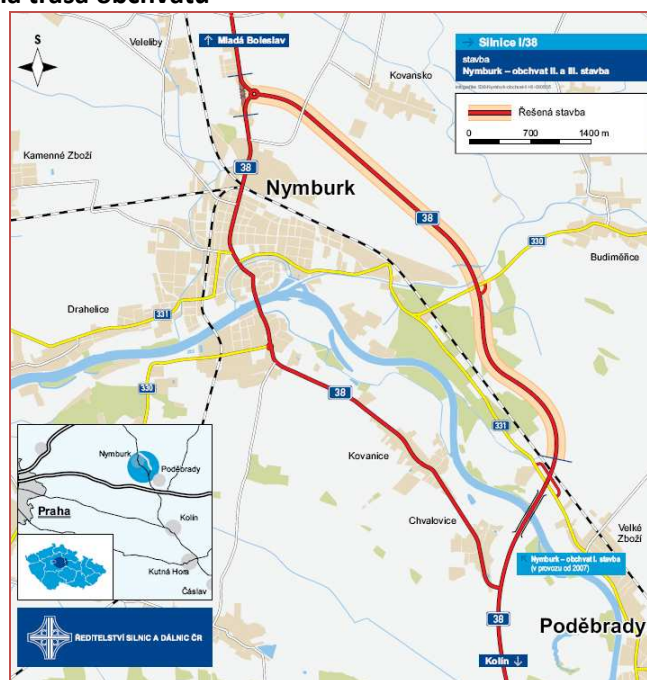 trasa obchvatu
S
Veleliby
↑ Mladá Boleslav
Kovansko
→ Silnice I/38
stavba
Nymburk – obchvat II. a III. stavba
Řešená stavba
0 700 1400 m
Kamenné Zboží
38
Nymburk
38
330
Budiměřice
Drahelice
331
330
38
331
Kovanice
Chvalovice
Velké
Zboží
Nymburk – obchvat I. stavba
(v provozu od 2007)
38
Poděbrady
Kolín ↓
Nymburk
Poděbrady
Praha
Kolín
Kutná Hora
Čáslav
ŘEDITELSTVÍ SILNIC A DÁLNIC ČR